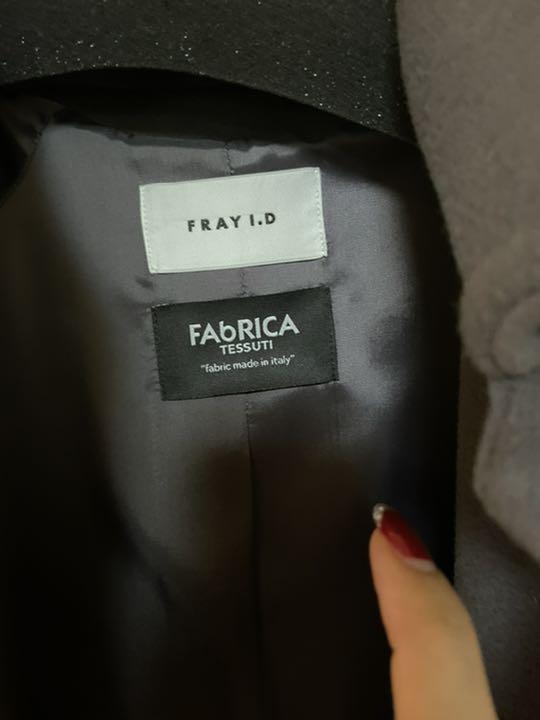 FRAY I.D
FAbRICA
TESSUTI
"fabric made in italy"